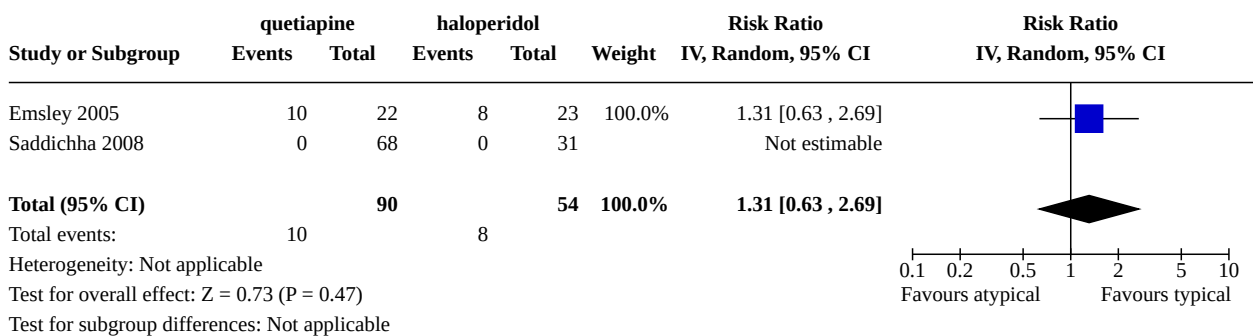 quetiapine haloperidol Risk Ratio Risk Ratio
Study or Subgroup Events Total Events Total Weight IV, Random, 95% CI IV, Random, 95% CI
Emsley 2005 10 22 8 23 100.0% 1.31 [0.63 , 2.69]
Saddichha 2008 0 68 0 31 Not estimable
Total (95% CI) 90 54 100.0% 1.31 [0.63 , 2.69]
Total events: 10 8
Heterogeneity: Not applicable
0.1 0.2 0.5 1 2 5 10
Test for overall effect: Z = 0.73 (P = 0.47) Favours atypical Favours typical
Test for subgroup differences: Not applicable